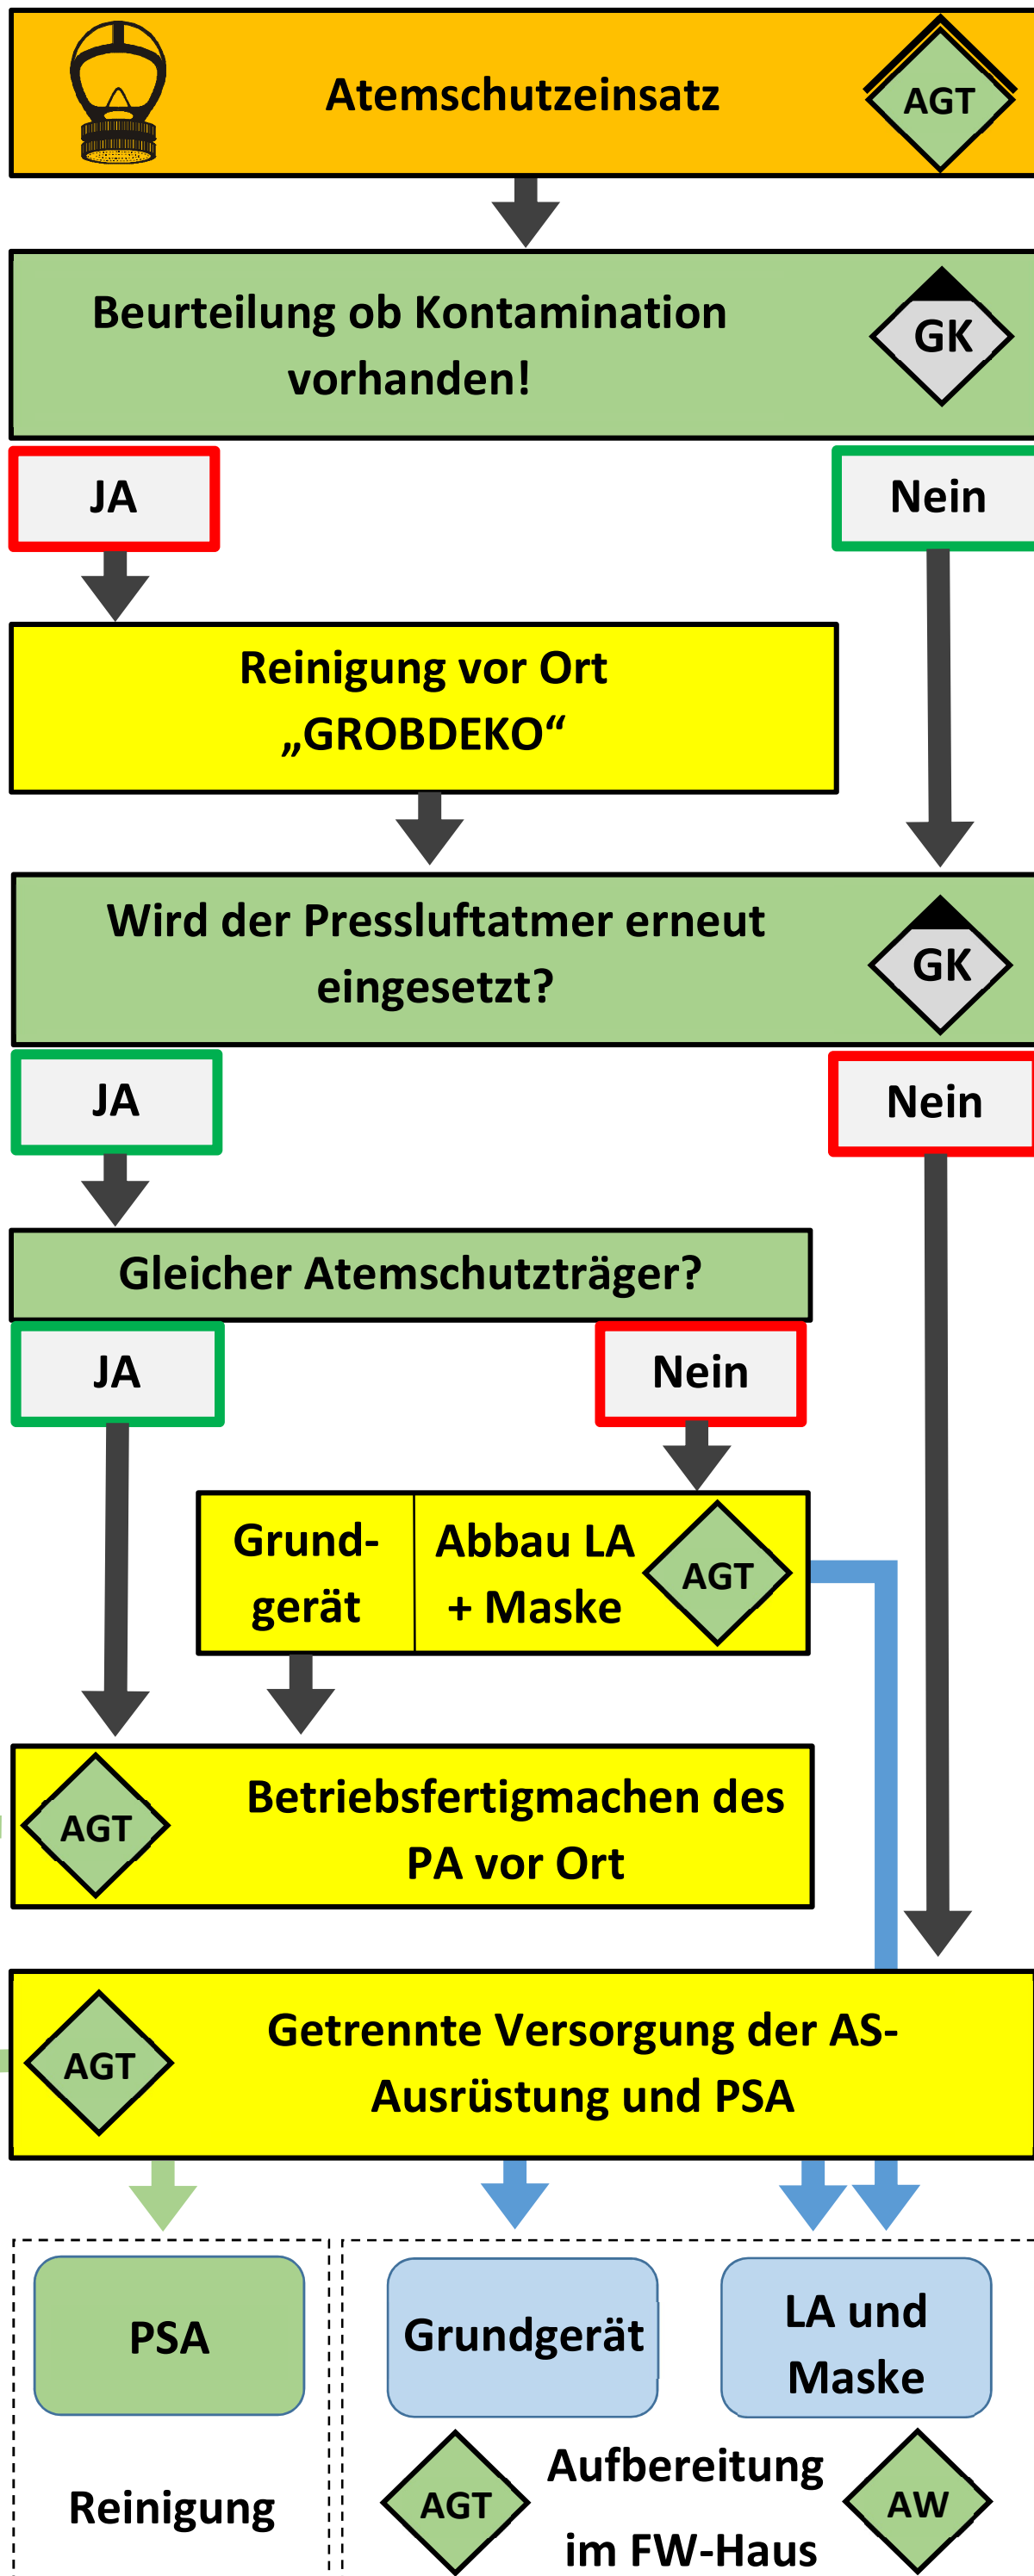 Atemschutzeinsatz
AGT
Beurteilung ob Kontamination
vorhanden!
GK
JA
Nein
Reinigung vor Ort
„GROBDEKO“
Wird der Pressluftatmer erneut
eingesetzt?
GK
JA
Nein
Gleicher Atemschutzträger?
JA
Nein
Grund-
gerät
Abbau LA
+ Maske
AGT
AGT
Betriebsfertigmachen des
PA vor Ort
AGT
Getrennte Versorgung der AS-
Ausrüstung und PSA
PSA
Grundgerät
LA und
Maske
Reinigung
AGT
Aufbereitung
im FW-Haus
AW